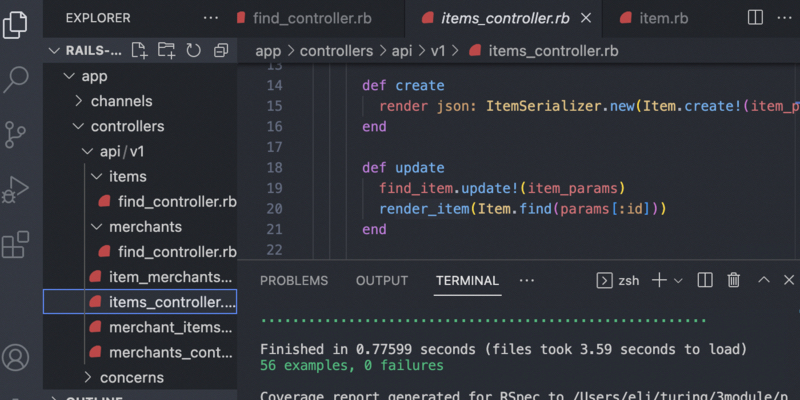 EXPLORER
RAILS-...
app
channels
controllers
api/v1
items
find_controller.rb
merchants
find_controller.rb
item_merchants...
items_controller....
merchant_items...
merchants_cont...
concerns
OUTLINE
find_controller.rb
items_controller.rb
item.rb
app > controllers > api > v1 > items_controller.rb
13
14 def create
15 render json: ItemSerializer.new(Item.create!(item_p
16 end
17
18 def update
19 find_item.update!(item_params)
20 render_item(Item.find(params[:id]))
21 end
22
PROBLEMS OUTPUT TERMINAL ... zsh
........................................................
Finished in 0.77599 seconds (files took 3.59 seconds to load)
56 examples, 0 failures
Coverage report generated for RSpec to /Users/eli/turing/3module/p